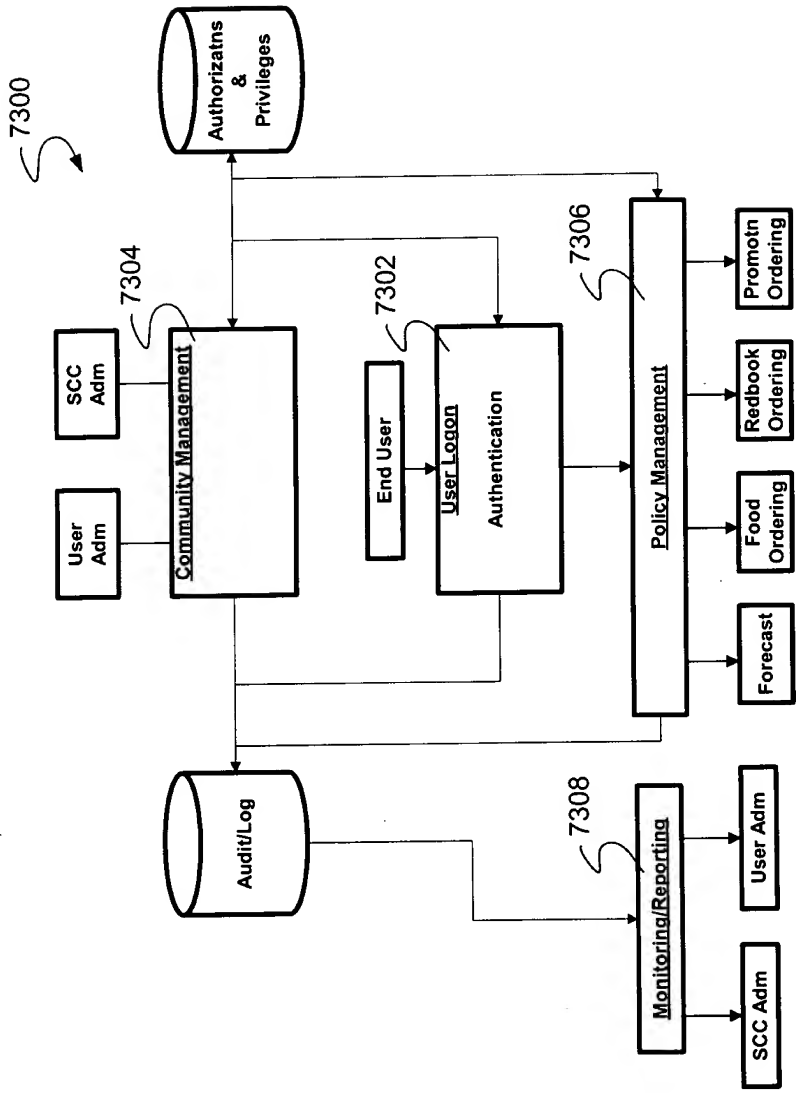 7300
User
Adm
SCC
Adm
7304
Authorizatns
&
Privileges
Community Management
Audit/Log
End User
7302
User Logon
Authentication
7306
Policy Management
7308
Monitoring/Reporting
Forecast
Food
Ordering
Redbook
Ordering
Promotn
Ordering
SCC Adm
User Adm